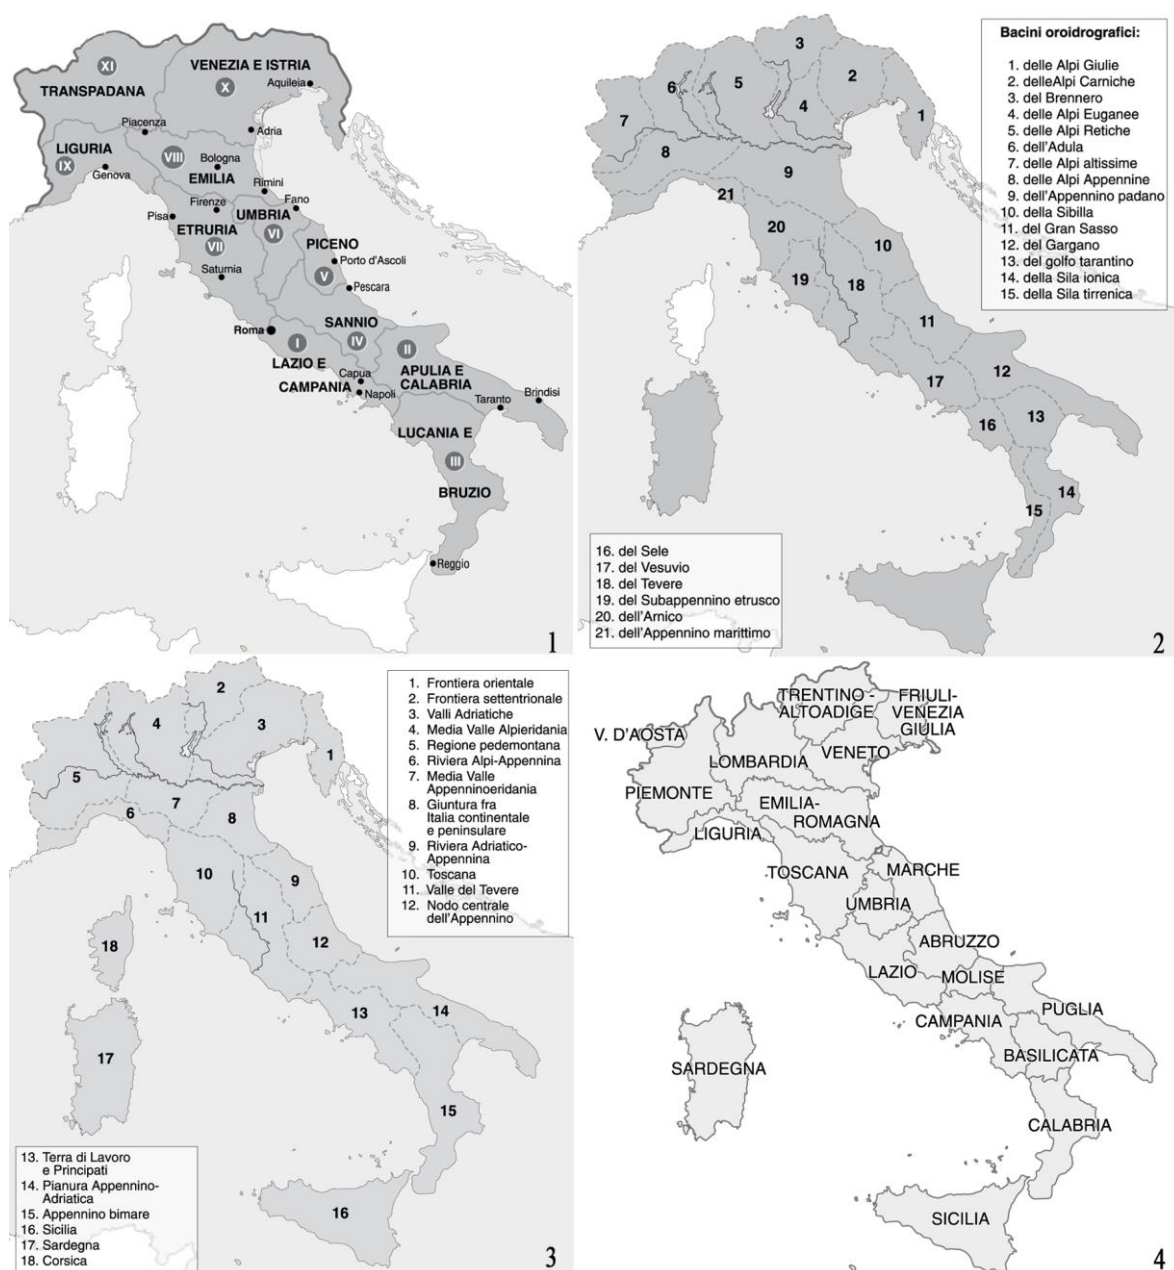 XI
TRANSPADANA
VENEZIA E ISTRIA
X
Aquileia
Piacenza
Adria
LIGURIA
VIII
Bologna
IX
EMILIA
Genova
Rimini
Firenze
Fano
Pisa
UMBRIA
ETRURIA
VI
PICENO
VII
Porto d'Ascoli
Saturnia
V
Pescara
SANNIO
Roma
I
IV
II
LAZIO E
CAMPANIA
Capua
APULIA E
CALABRIA
Napoli
Taranto
Brindisi
LUCANIA E
III
BRUZIO
Reggio
1
Bacini oroidrografici:
1. delle Alpi Giulie
2. delleAlpi Carniche
3. del Brennero
4. delle Alpi Euganee
5. delle Alpi Retiche
6. dell'Adula
7. delle Alpi altissime
8. delle Alpi Appennine
9. dell'Appennino padano
10. della Sibilla
11. del Gran Sasso
12. del Gargano
13. del golfo tarantino
14. della Sila ionica
15. della Sila tirrenica
3
6
5
2
7
4
1
8
9
21
20
10
19
18
11
12
17
13
16
14
15
16. del Sele
17. del Vesuvio
18. del Tevere
19. del Subappennino etrusco
20. dell'Arnico
21. dell'Appennino marittimo
2
1. Frontiera orientale
2. Frontiera settentrionale
3. Valli Adriatiche
4. Media Valle Alpieridania
5. Regione pedemontana
6. Riviera Alpi-Appennina
7. Media Valle
Appenninoeridania
8. Giuntura fra
Italia continentale
e peninsulare
9. Riviera Adriatico-
Appennina
10. Toscana
11. Valle del Tevere
12. Nodo centrale
dell'Appennino
2
4
3
1
5
7
6
8
10
9
11
12
18
13
14
17
15
16
13. Terra di Lavoro
e Principati
14. Pianura Appennino-
Adriatica
15. Appennino bimare
16. Sicilia
17. Sardegna
18. Corsica
3
TRENTINO-
ALTOADIGE
FRIULI-
VENEZIA
GIULIA
V. D'AOSTA
VENETO
LOMBARDIA
PIEMONTE
EMILIA-
ROMAGNA
LIGURIA
TOSCANA
MARCHE
UMBRIA
ABRUZZO
LAZIO
MOLISE
CAMPANIA
PUGLIA
BASILICATA
SARDEGNA
CALABRIA
SICILIA
4